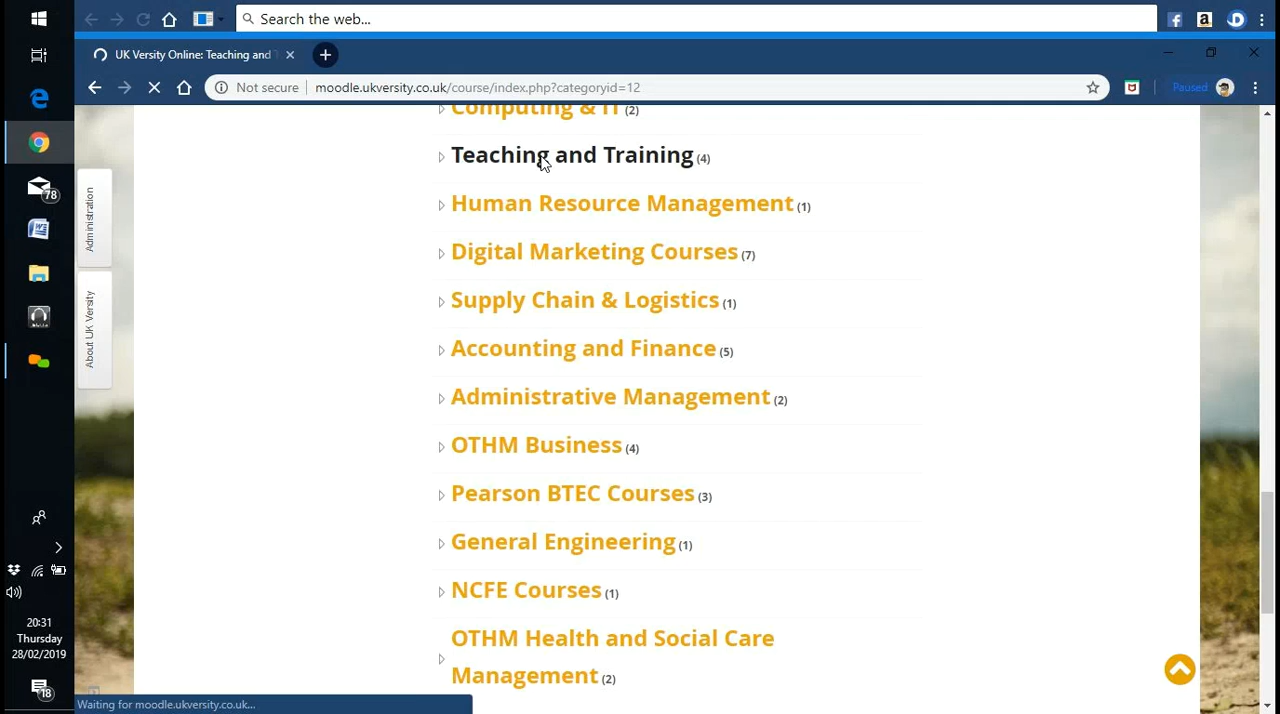 Search the web...
UK Versity Online: Teaching and
Not secure
moodle.ukversity.co.uk/course/index.php?categoryid=12
Paused
Computing & IT (2)
Teaching and Training (4)
Human Resource Management (1)
Digital Marketing Courses (7)
Supply Chain & Logistics (1)
Accounting and Finance (5)
Administrative Management (2)
OTHM Business (4)
Pearson BTEC Courses (3)
General Engineering (1)
NCFE Courses (1)
OTHM Health and Social Care
Management (2)
Administration
About UK Versity
78
20:31
Thursday
28/02/2019
18
Waiting for moodle.ukversity.co.uk...